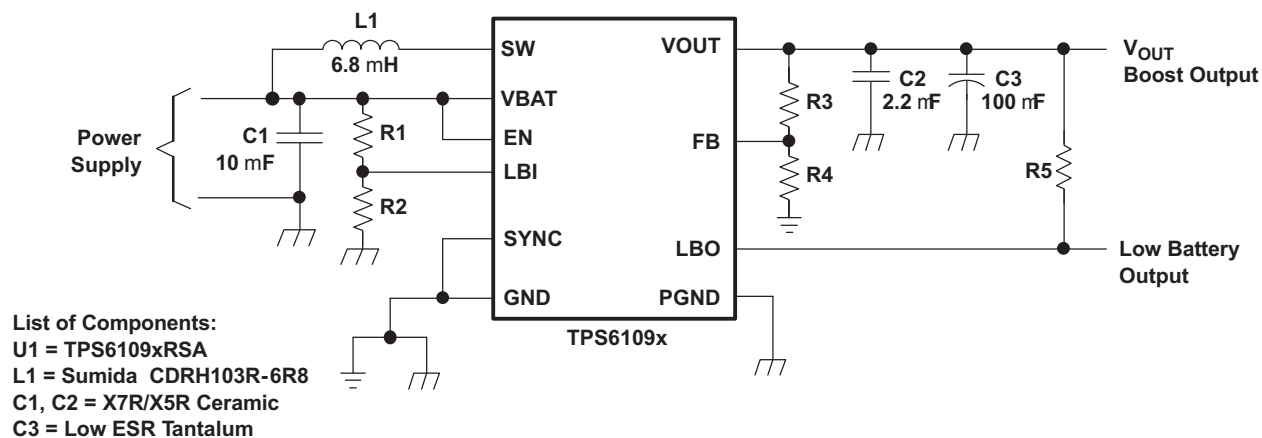 L1
6.8 mH
SW
VOUT
VOUT
Boost Output
C2
2.2 mF
C3
100 mF
R3
VBAT
Power
Supply
C1
10 mF
R1
EN
FB
LBI
R4
R5
R2
SYNC
LBO
Low Battery
Output
GND
PGND
TPS6109x
List of Components:
U1 = TPS6109xRSA
L1 = Sumida CDRH103R-6R8
C1, C2 = X7R/X5R Ceramic
C3 = Low ESR Tantalum